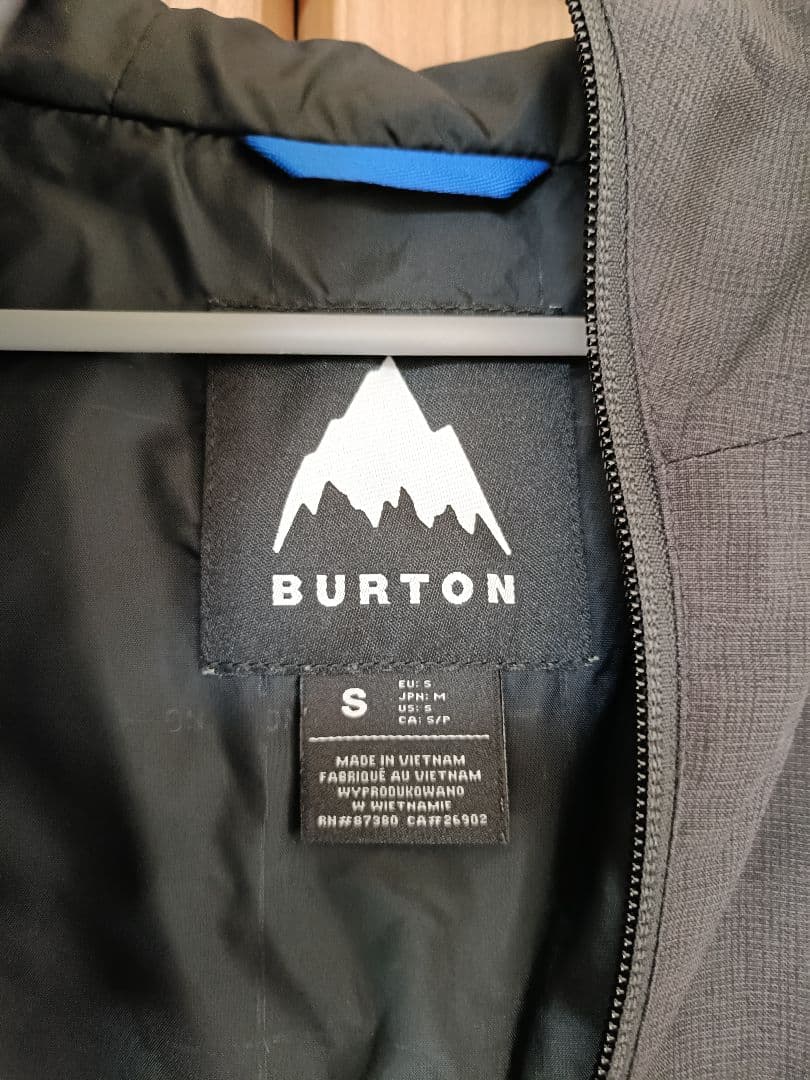 BURTON
S
EU: S
JPN: M
US: S
CA: S/P
MADE IN VIETNAM
FABRIQUÉ AU VIETNAM
WYPRODUKOWANO
W WIETNAMIE
RN#87380 CA#26902